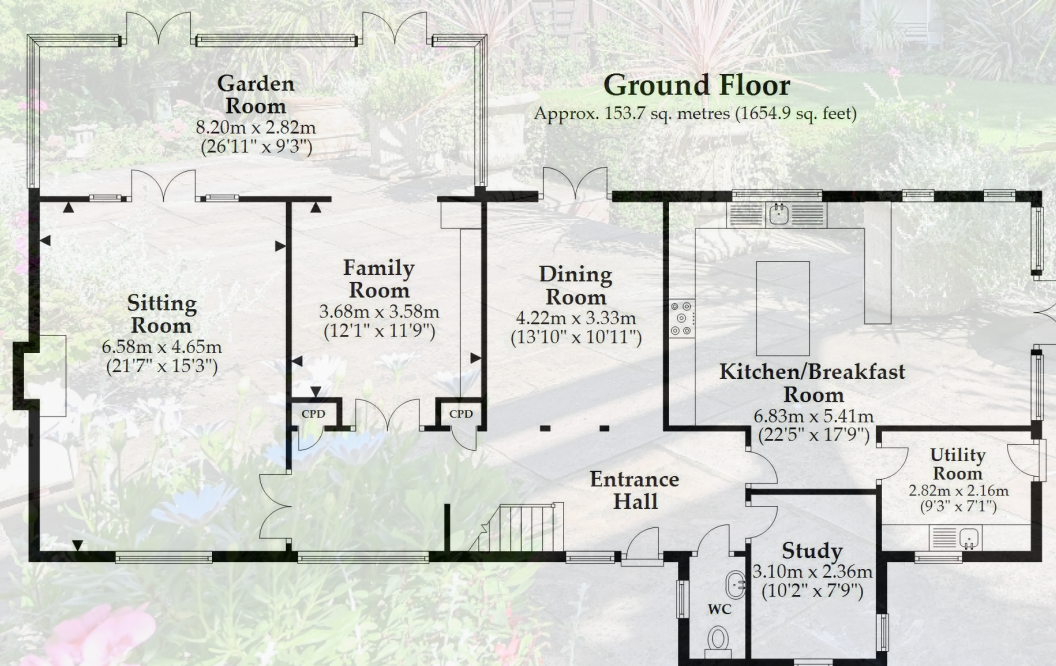 Ground Floor
Approx. 153.7 sq. metres (1654.9 sq. feet)
Garden
Room
8.20m x 2.82m
(26'11" x 9'3")
Sitting
Room
6.58m x 4.65m
(21'7" x 15'3")
Family
Room
3.68m x 3.58m
(12'1" x 11'9")
Dining
Room
4.22m x 3.33m
(13'10" x 10'11")
Kitchen/Breakfast
Room
6.83m x 5.41m
(22'5" x 17'9")
CPD
CPD
Entrance
Hall
Utility
Room
2.82m x 2.16m
(9'3" x 7'1")
Study
3.10m x 2.36m
(10'2" x 7'9")
WC